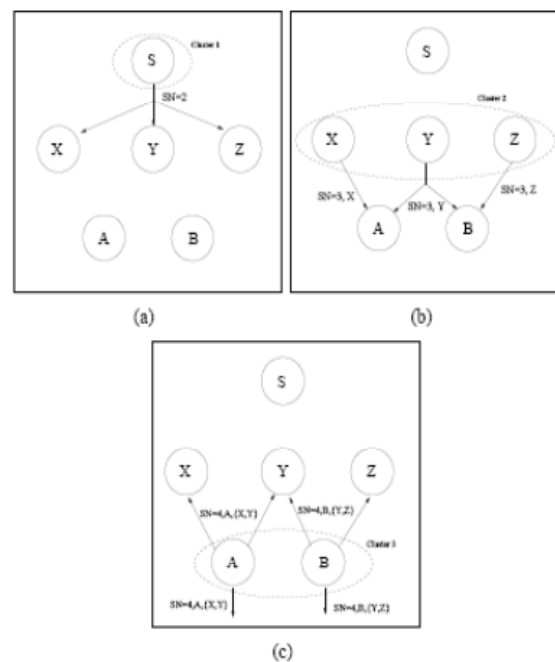 Cluster 1
S
SN=2
X Y Z
A B
(a)
S
Cluster 2
X Y Z
SN=3, X SN=3, Y SN=3, Z
A B
(b)
S
X Y Z
SN=4,A,{X,Y} SN=4,B,{Y,Z}
Cluster 3
A B
SN=4,A,{X,Y} SN=4,B,{Y,Z}
(c)